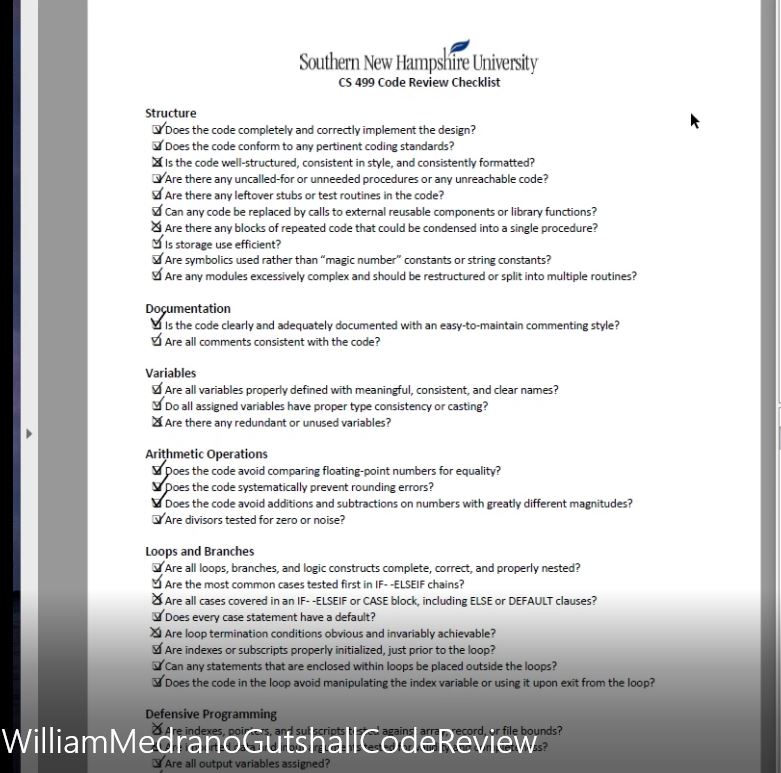 Southern New Hampshire University
CS 499 Code Review Checklist
Structure
Does the code completely and correctly implement the design?
Does the code conform to any pertinent coding standards?
Is the code well-structured, consistent in style, and consistently formatted?
Are there any uncalled-for or unneeded procedures or any unreachable code?
Are there any leftover stubs or test routines in the code?
Can any code be replaced by calls to external reusable components or library functions?
Are there any blocks of repeated code that could be condensed into a single procedure?
Is storage use efficient?
Are symbolics used rather than “magic number” constants or string constants?
Are any modules excessively complex and should be restructured or split into multiple routines?
Documentation
Is the code clearly and adequately documented with an easy-to-maintain commenting style?
Are all comments consistent with the code?
Variables
Are all variables properly defined with meaningful, consistent, and clear names?
Do all assigned variables have proper type consistency or casting?
Are there any redundant or unused variables?
Arithmetic Operations
Does the code avoid comparing floating-point numbers for equality?
Does the code systematically prevent rounding errors?
Does the code avoid additions and subtractions on numbers with greatly different magnitudes?
Are divisors tested for zero or noise?
Loops and Branches
Are all loops, branches, and logic constructs complete, correct, and properly nested?
Are the most common cases tested first in IF- -ELSEIF chains?
Are all cases covered in an IF- -ELSEIF or CASE block, including ELSE or DEFAULT clauses?
Does every case statement have a default?
Are loop termination conditions obvious and invariably achievable?
Are indexes or subscripts properly initialized, just prior to the loop?
Can any statements that are enclosed within loops be placed outside the loops?
Does the code in the loop avoid manipulating the index variable or using it upon exit from the loop?
Defensive Programming
Are indexes, pointers, and subscripts tested against array, record, or file bounds?
WilliamMedranoGutshallCodeReview
Are imported data and input arguments tested for validity and completeness?
Are all output variables assigned?